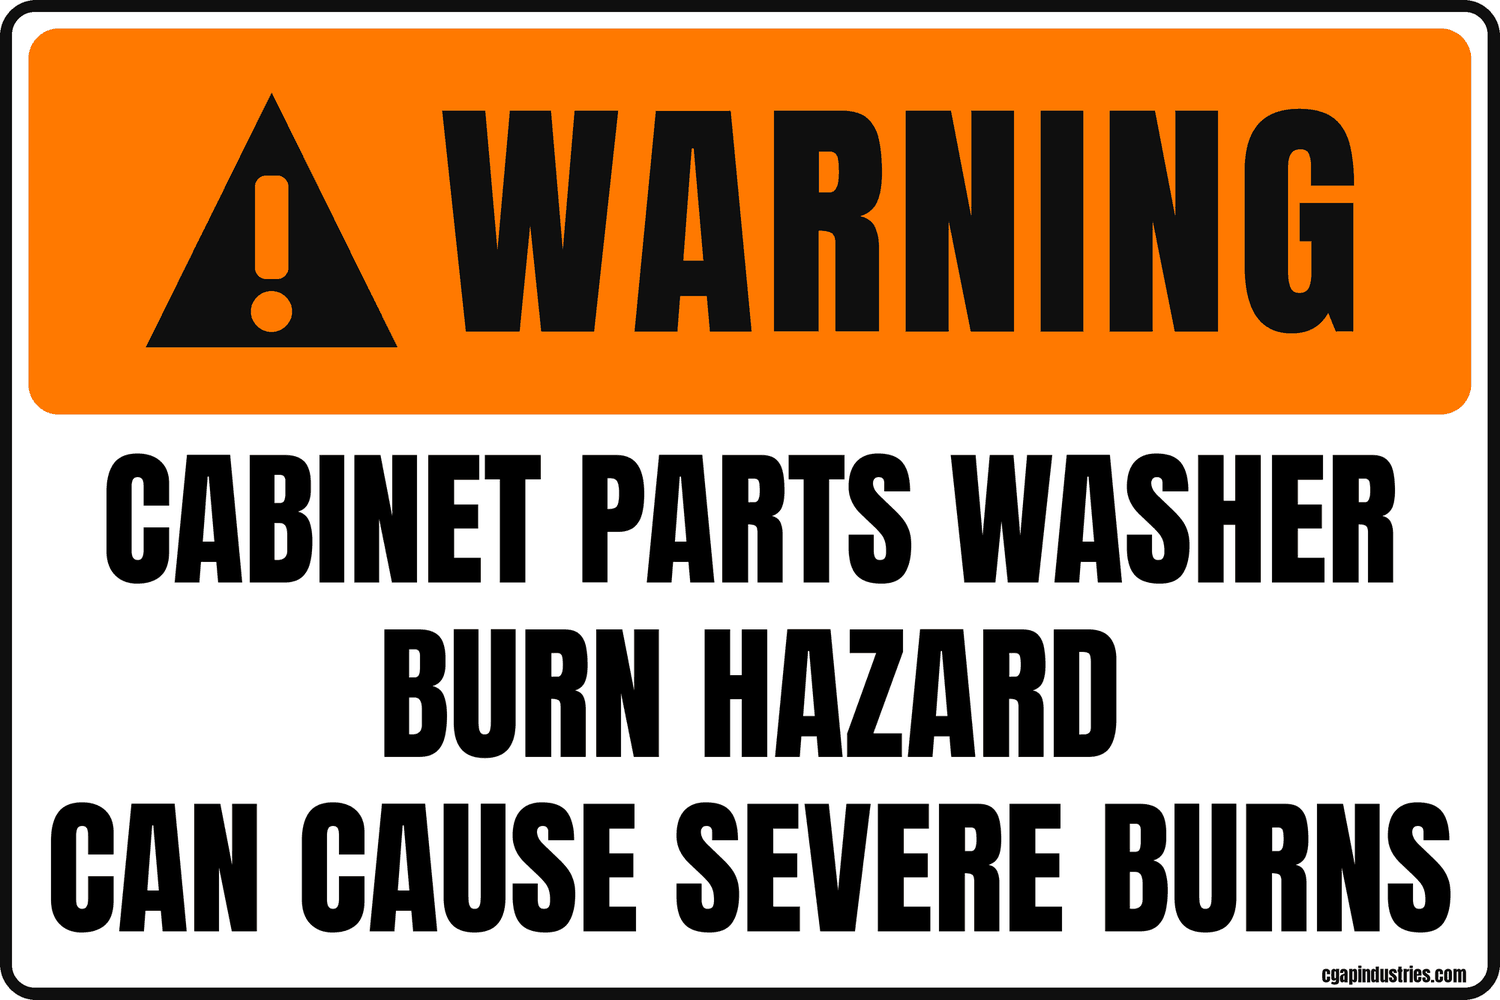 WARNING
CABINET PARTS WASHER
BURN HAZARD
CAN CAUSE SEVERE BURNS
cgapindustries.com